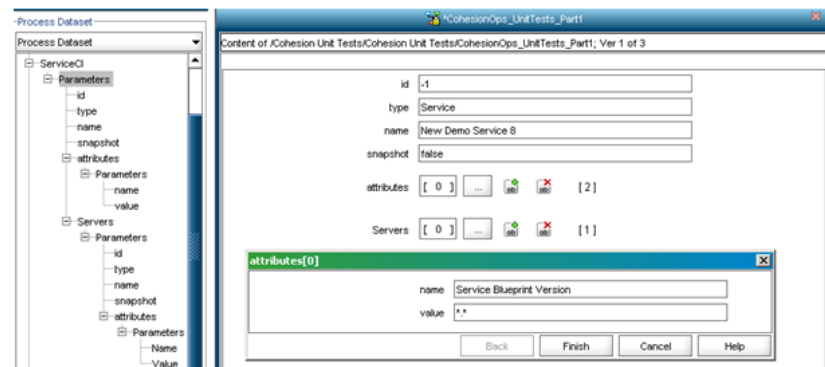 Process Dataset
Process Dataset
ServiceCI
Parameters
id
type
name
snapshot
attributes
Parameters
name
value
Servers
Parameters
id
type
name
snapshot
attributes
Parameters
Name
Value
*CohesionOps_UnitTests_Part1
Content of /Cohesion Unit Tests/Cohesion Unit Tests/CohesionOps_UnitTests_Part1; Ver 1 of 3
id -1
type Service
name New Demo Service 8
snapshot false
attributes [ 0 ] ... [ 2 ]
Servers [ 0 ] ... [ 1 ]
attributes[0]
name Service Blueprint Version
value *.*
Back Finish Cancel Help